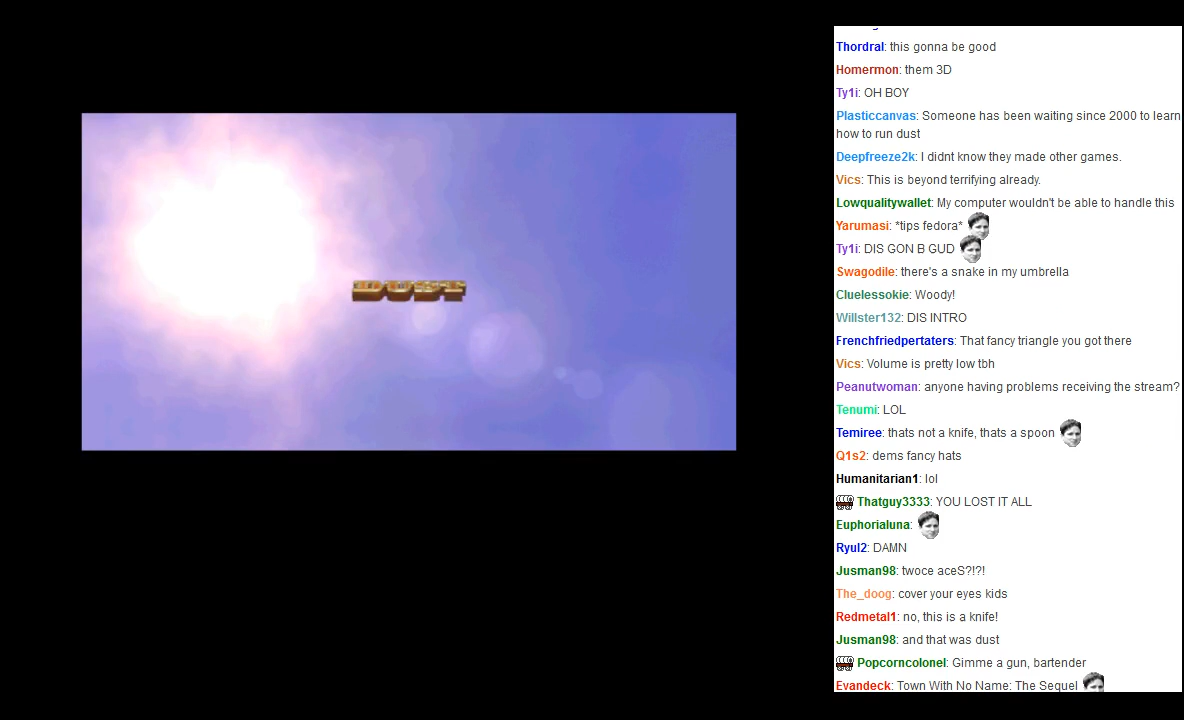 DUST
Thordral: this gonna be good
Homermon: them 3D
Ty1i: OH BOY
Plasticcanvas: Someone has been waiting since 2000 to learn
how to run dust
Deepfreeze2k: I didnt know they made other games.
Vics: This is beyond terrifying already.
Lowqualitywallet: My computer wouldn't be able to handle this
Yarumasi: *tips fedora*
Ty1i: DIS GON B GUD
Swagodile: there's a snake in my umbrella
Cluelessokie: Woody!
Willster132: DIS INTRO
Frenchfriedpertaters: That fancy triangle you got there
Vics: Volume is pretty low tbh
Peanutwoman: anyone having problems receiving the stream?
Tenumi: LOL
Temiree: thats not a knife, thats a spoon
Q1s2: dems fancy hats
Humanitarian1: lol
Thatguy3333: YOU LOST IT ALL
Euphorialuna:
Ryul2: DAMN
Jusman98: twoce aceS?!?!
The_doog: cover your eyes kids
Redmetal1: no, this is a knife!
Jusman98: and that was dust
Popcorncolonel: Gimme a gun, bartender
Evandeck: Town With No Name: The Sequel